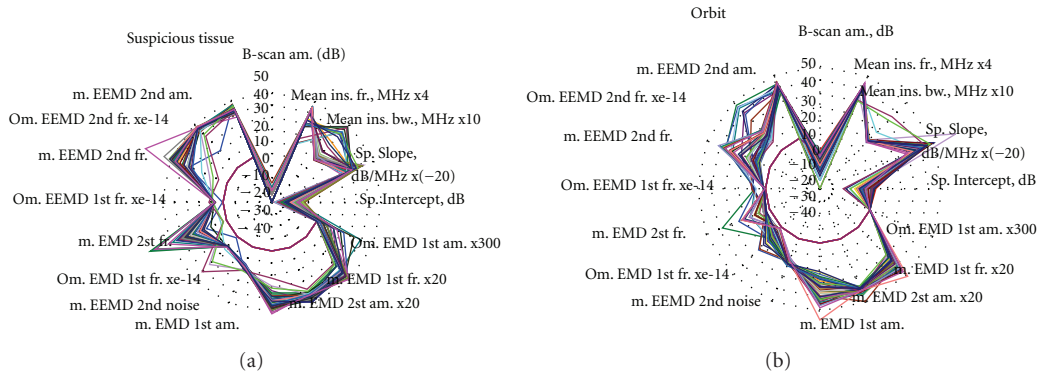 Suspicious tissue
B-scan am. (dB)
50
40
30
20
10
0
−10
−20
−30
−40
Mean ins. fr., MHz x4
Mean ins. bw., MHz x10
Sp. Slope,
dB/MHz x(−20)
Sp. Intercept, dB
Om. EMD 1st am. x300
m. EMD 1st fr. x20
m. EMD 2st am. x20
m. EMD 1st am.
m. EEMD 2nd noise
Om. EMD 1st fr. xe-14
m. EMD 2st fr.
Om. EEMD 1st fr. xe-14
m. EEMD 2nd fr.
Om. EEMD 2nd fr. xe-14
m. EEMD 2nd am.
(a)
Orbit
B-scan am., dB
50
40
30
20
10
0
−10
−20
−30
−40
Mean ins. fr., MHz x4
Mean ins. bw., MHz x10
Sp. Slope,
dB/MHz x(−20)
Sp. Intercept, dB
Om. EMD 1st am. x300
m. EMD 1st fr. x20
m. EMD 2st am. x20
m. EMD 1st am.
m. EEMD 2nd noise
Om. EMD 1st fr. xe-14
m. EMD 2st fr.
Om. EEMD 1st fr. xe-14
m. EEMD 2nd fr.
Om. EEMD 2nd fr. xe-14
m. EEMD 2nd am.
(b)